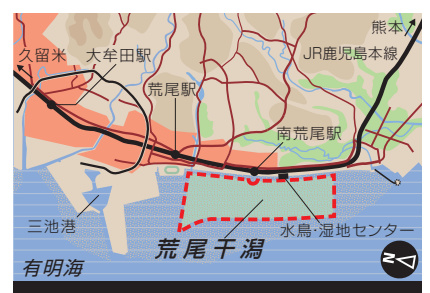 熊本
久留米
大牟田駅
JR鹿児島本線
荒尾駅
南荒尾駅
三池港
水鳥・湿地センター
荒尾干潟
有明海
N